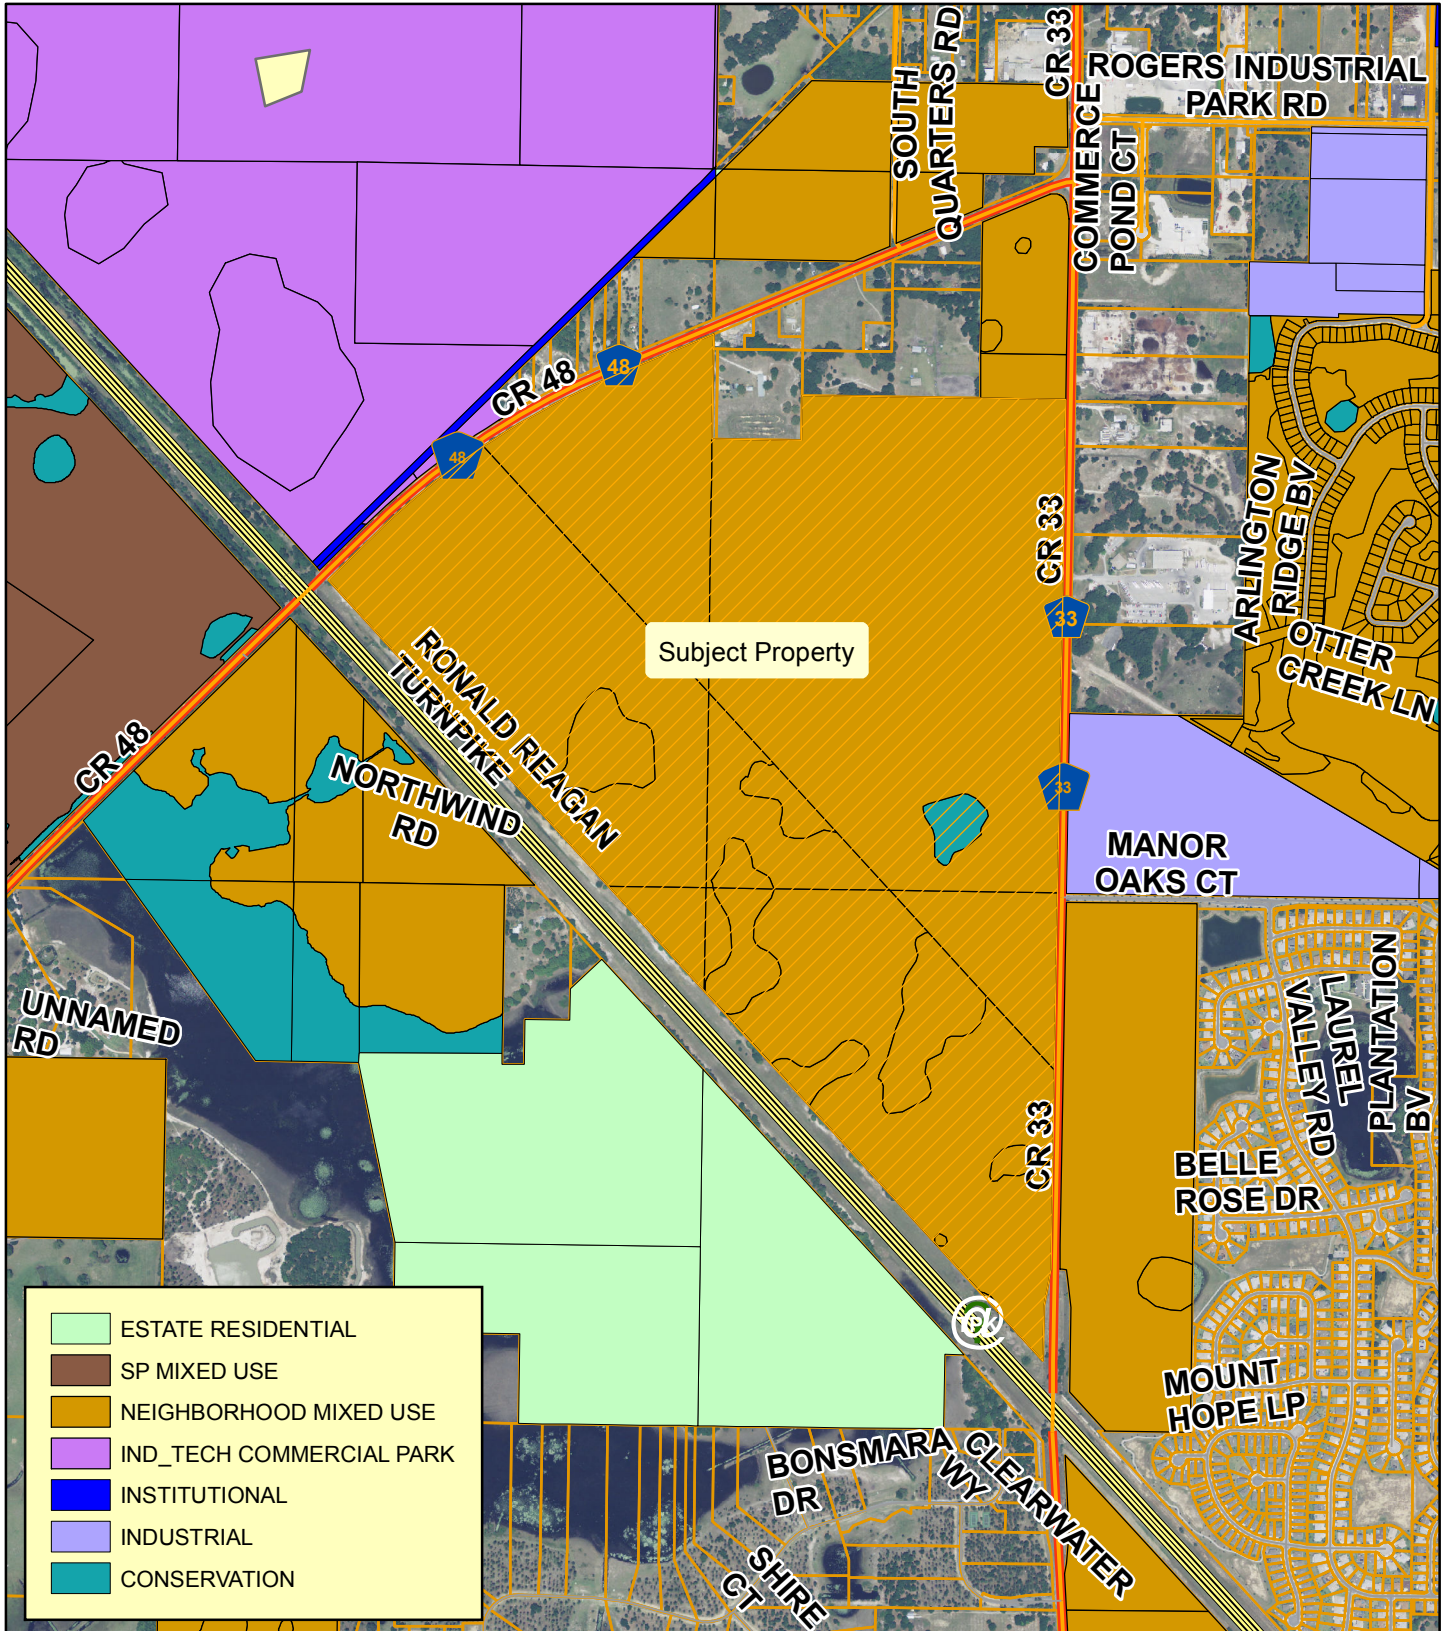 CR 33
SOUTH
QUARTERS RD
ROGERS INDUSTRIAL
PARK RD
COMMERCE
POND CT
CR 48
48
48
CR 33
ARLINGTON
RIDGE BV
33
OTTER
CREEK LN
Subject Property
RONALD REAGAN
TURNPIKE
CR 48
NORTHWIND
RD
33
MANOR
OAKS CT
UNNAMED
RD
LAUREL
VALLEY RD
PLANTATION
BV
CR 33
BELLE
ROSE DR
MOUNT
HOPE LP
BONSMARA
DR
CLEARWATER
WY
SHIRE
CT
ESTATE RESIDENTIAL
SP MIXED USE
NEIGHBORHOOD MIXED USE
IND_TECH COMMERCIAL PARK
INSTITUTIONAL
INDUSTRIAL
CONSERVATION